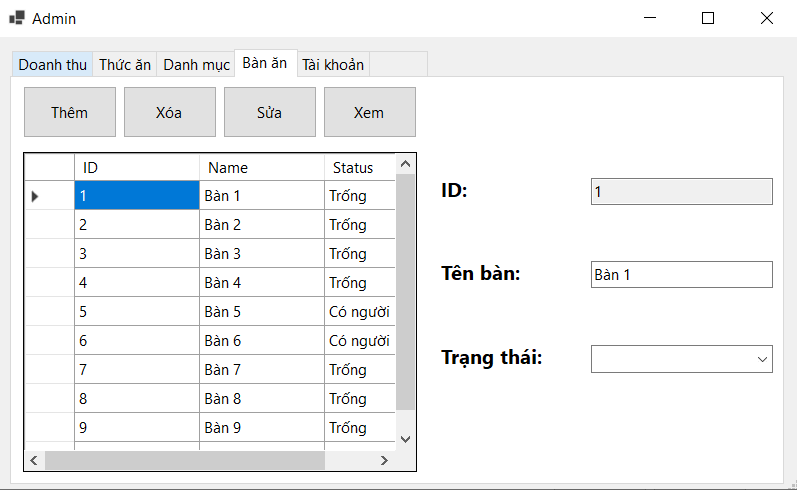 Admin
Doanh thu Thức ăn Danh mục Bàn ăn Tài khoản
Thêm Xóa Sửa Xem
ID Name Status
1 Bàn 1 Trống
2 Bàn 2 Trống
3 Bàn 3 Trống
4 Bàn 4 Trống
5 Bàn 5 Có người
6 Bàn 6 Có người
7 Bàn 7 Trống
8 Bàn 8 Trống
9 Bàn 9 Trống
ID: 1
Tên bàn: Bàn 1
Trạng thái: